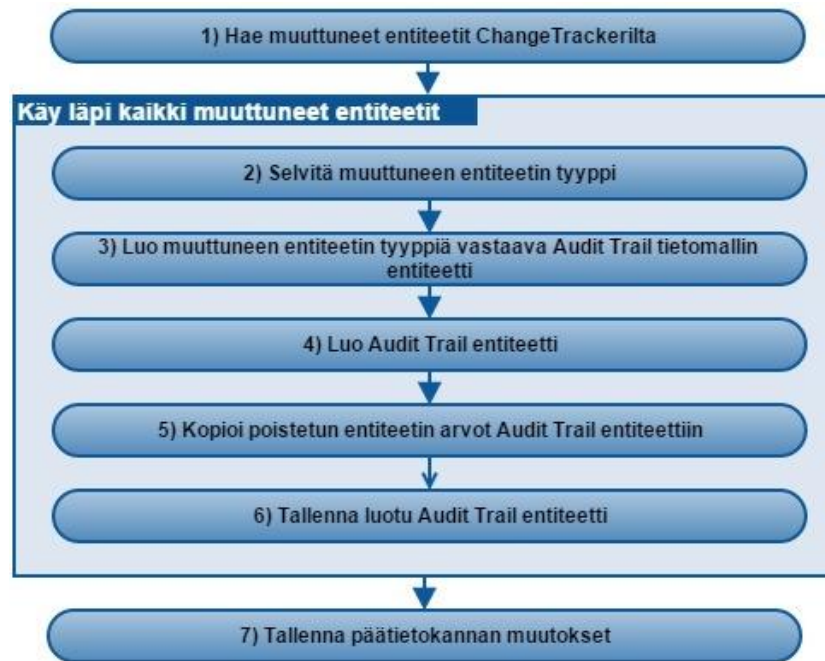 1) Hae muuttuneet entiteetit ChangeTrackerilta
Käy läpi kaikki muuttuneet entiteetit
2) Selvitä muuttuneen entiteetin tyyppi
3) Luo muuttuneen entiteetin tyyppiä vastaava Audit Trail tietomallin
entiteetti
4) Luo Audit Trail entiteetti
5) Kopioi poistetun entiteetin arvot Audit Trail entiteettiin
6) Tallenna luotu Audit Trail entiteetti
7) Tallenna päätietokannan muutokset